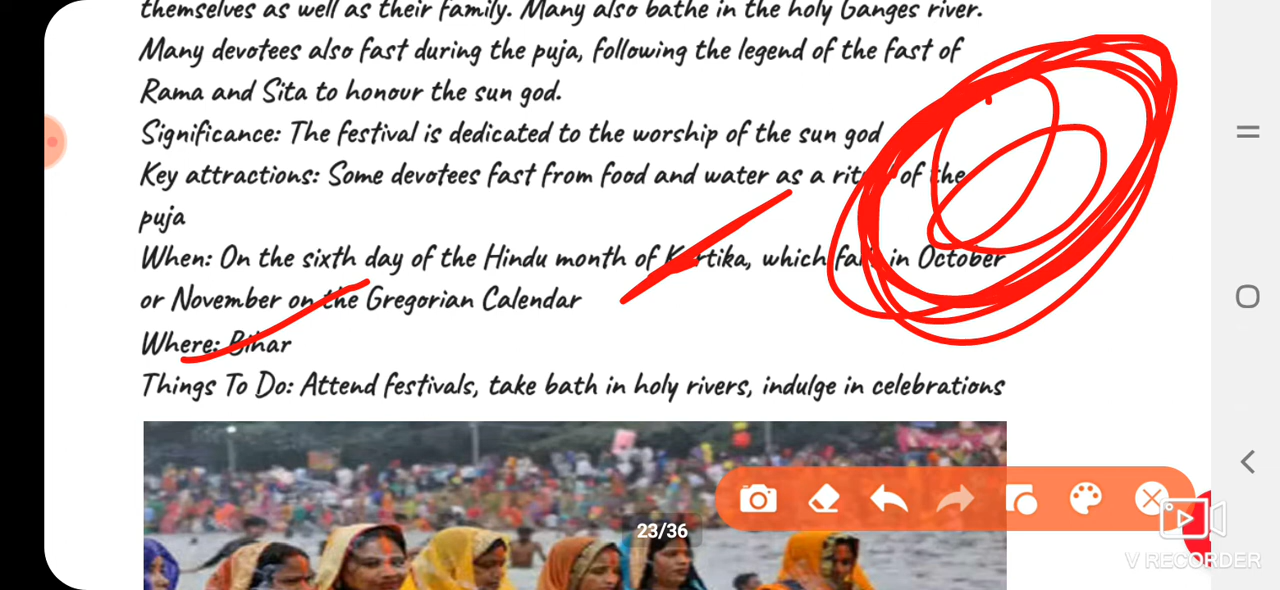 themselves as well as their family. Many also bathe in the holy Ganges river.
Many devotees also fast during the puja, following the legend of the fast of
Rama and Sita to honour the sun god.
Significance: The festival is dedicated to the worship of the sun god
Key attractions: Some devotees fast from food and water as a ritual of the
puja
When: On the sixth day of the Hindu month of Kartika, which falls in October
or November on the Gregorian Calendar
Where: Bihar
Things To Do: Attend festivals, take bath in holy rivers, indulge in celebrations
23/36
V RECORDER